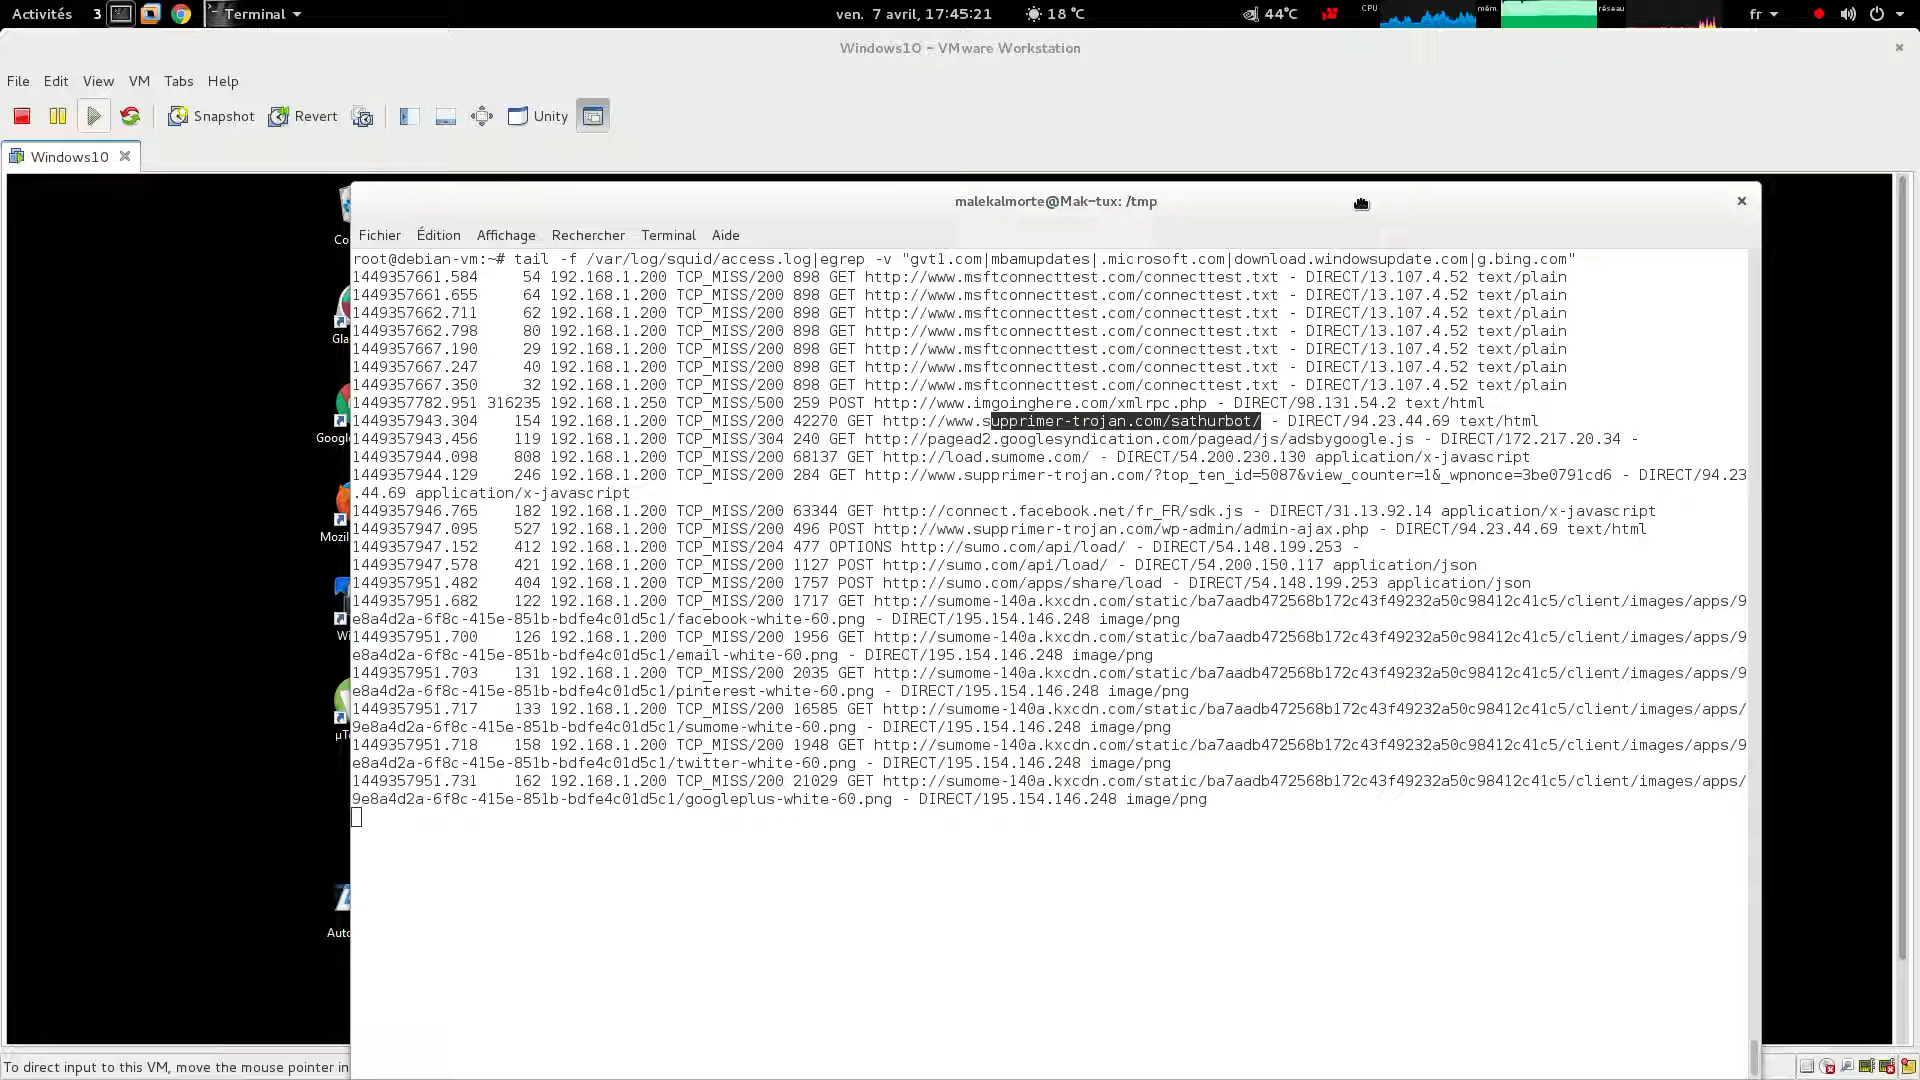 Activités 3 Terminal ven. 7 avril, 17:45:21 18 °C 44°C CPU mém. réseau fr
Windows10 - VMware Workstation
File Edit View VM Tabs Help
Snapshot Revert Unity
Windows10
malekalmorte@Mak-tux: /tmp
Fichier Édition Affichage Rechercher Terminal Aide
root@debian-vm:~# tail -f /var/log/squid/access.log|egrep -v "gvt1.com|mbamupdates|.microsoft.com|download.windowsupdate.com|g.bing.com"
1449357661.584     54 192.168.1.200 TCP_MISS/200 898 GET http://www.msftconnecttest.com/connecttest.txt - DIRECT/13.107.4.52 text/plain
1449357661.655     64 192.168.1.200 TCP_MISS/200 898 GET http://www.msftconnecttest.com/connecttest.txt - DIRECT/13.107.4.52 text/plain
1449357662.711     62 192.168.1.200 TCP_MISS/200 898 GET http://www.msftconnecttest.com/connecttest.txt - DIRECT/13.107.4.52 text/plain
1449357662.798     80 192.168.1.200 TCP_MISS/200 898 GET http://www.msftconnecttest.com/connecttest.txt - DIRECT/13.107.4.52 text/plain
1449357667.190     29 192.168.1.200 TCP_MISS/200 898 GET http://www.msftconnecttest.com/connecttest.txt - DIRECT/13.107.4.52 text/plain
1449357667.247     40 192.168.1.200 TCP_MISS/200 898 GET http://www.msftconnecttest.com/connecttest.txt - DIRECT/13.107.4.52 text/plain
1449357667.350     32 192.168.1.200 TCP_MISS/200 898 GET http://www.msftconnecttest.com/connecttest.txt - DIRECT/13.107.4.52 text/plain
1449357782.951 316235 192.168.1.250 TCP_MISS/500 259 POST http://www.imgoinghere.com/xmlrpc.php - DIRECT/98.131.54.2 text/html
1449357943.304    154 192.168.1.200 TCP_MISS/200 42270 GET http://www.supprimer-trojan.com/sathurbot/ - DIRECT/94.23.44.69 text/html
1449357943.456    119 192.168.1.200 TCP_MISS/304 240 GET http://pagead2.googlesyndication.com/pagead/js/adsbygoogle.js - DIRECT/172.217.20.34 -
1449357944.098    808 192.168.1.200 TCP_MISS/200 68137 GET http://load.sumome.com/ - DIRECT/54.200.230.130 application/x-javascript
1449357944.129    246 192.168.1.200 TCP_MISS/200 284 GET http://www.supprimer-trojan.com/?top_ten_id=5087&view_counter=1&_wpnonce=3be0791cd6 - DIRECT/94.23
.44.69 application/x-javascript
1449357946.765    182 192.168.1.200 TCP_MISS/200 63344 GET http://connect.facebook.net/fr_FR/sdk.js - DIRECT/31.13.92.14 application/x-javascript
1449357947.095    527 192.168.1.200 TCP_MISS/200 496 POST http://www.supprimer-trojan.com/wp-admin/admin-ajax.php - DIRECT/94.23.44.69 text/html
1449357947.152    412 192.168.1.200 TCP_MISS/204 477 OPTIONS http://sumo.com/api/load/ - DIRECT/54.148.199.253 -
1449357947.578    421 192.168.1.200 TCP_MISS/200 1127 POST http://sumo.com/api/load/ - DIRECT/54.200.150.117 application/json
1449357951.482    404 192.168.1.200 TCP_MISS/200 1757 POST http://sumo.com/apps/share/load - DIRECT/54.148.199.253 application/json
1449357951.682    122 192.168.1.200 TCP_MISS/200 1717 GET http://sumome-140a.kxcdn.com/static/ba7aadb472568b172c43f49232a50c98412c41c5/client/images/apps/9
e8a4d2a-6f8c-415e-851b-bdfe4c01d5c1/facebook-white-60.png - DIRECT/195.154.146.248 image/png
1449357951.700    126 192.168.1.200 TCP_MISS/200 1956 GET http://sumome-140a.kxcdn.com/static/ba7aadb472568b172c43f49232a50c98412c41c5/client/images/apps/9
e8a4d2a-6f8c-415e-851b-bdfe4c01d5c1/email-white-60.png - DIRECT/195.154.146.248 image/png
1449357951.703    131 192.168.1.200 TCP_MISS/200 2035 GET http://sumome-140a.kxcdn.com/static/ba7aadb472568b172c43f49232a50c98412c41c5/client/images/apps/9
e8a4d2a-6f8c-415e-851b-bdfe4c01d5c1/pinterest-white-60.png - DIRECT/195.154.146.248 image/png
1449357951.717    133 192.168.1.200 TCP_MISS/200 16585 GET http://sumome-140a.kxcdn.com/static/ba7aadb472568b172c43f49232a50c98412c41c5/client/images/apps/
9e8a4d2a-6f8c-415e-851b-bdfe4c01d5c1/sumome-white-60.png - DIRECT/195.154.146.248 image/png
1449357951.718    158 192.168.1.200 TCP_MISS/200 1948 GET http://sumome-140a.kxcdn.com/static/ba7aadb472568b172c43f49232a50c98412c41c5/client/images/apps/9
e8a4d2a-6f8c-415e-851b-bdfe4c01d5c1/twitter-white-60.png - DIRECT/195.154.146.248 image/png
1449357951.731    162 192.168.1.200 TCP_MISS/200 21029 GET http://sumome-140a.kxcdn.com/static/ba7aadb472568b172c43f49232a50c98412c41c5/client/images/apps/
9e8a4d2a-6f8c-415e-851b-bdfe4c01d5c1/googleplus-white-60.png - DIRECT/195.154.146.248 image/png
Co
Gla
Google
Mozil
Wi
µT
Auto
To direct input to this VM, move the mouse pointer in